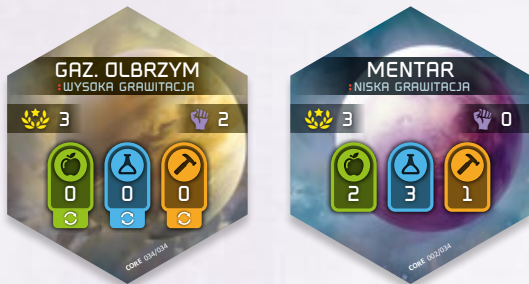 GAZ. OLBRZYM
:WYSOKA GRAWITACJA
3 2
0 0 0
CORE 034/034
MENTAR
:NISKA GRAWITACJA
3 0
2 3 1
CORE 002/034